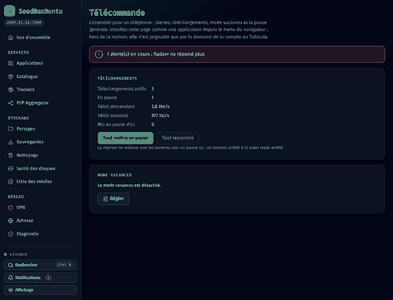 SeedBoxBuntu
Vue d'ensemble
SERVICES
Applications
Catalogue
Trackers
P2P Aggregator
STOCKAGE
Partages
Sauvegardes
Nettoyage
Santé des disques
Liste des médias
RÉSEAU
VPN
Adresse
Diagnostic
vincent
Rechercher Ctrl K
Notifications 1
Affichage
Télécommande
L'essentiel pour un téléphone : alertes, téléchargements, mode vacances et la pause
générale. Installez cette page comme une application depuis le menu du navigateur ;
hors de la maison, elle n'est joignable que par le domaine de la console ou Tailscale.
1 alerte(s) en cours : Radarr ne répond plus
TÉLÉCHARGEMENTS
Téléchargements actifs 3
En pause 1
Débit descendant
Débit montant
Mis en pause d'ici 0
Tout mettre en pause Tout reprendre
La reprise ne relance que les torrents mis en pause ici : un torrent arrêté à la main reste arrêté.
MODE VACANCES
Le mode vacances est désactivé.
Régler